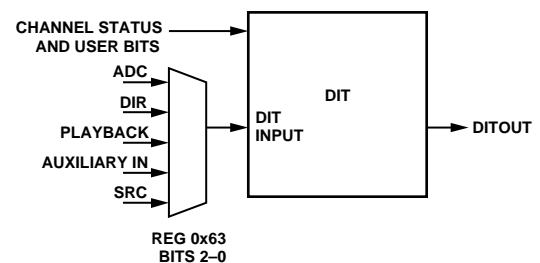 CHANNEL STATUS
AND USER BITS
ADC
DIR
PLAYBACK
AUXILIARY IN
SRC
REG 0x63
BITS 2–0
DIT
INPUT
DIT
DITOUT